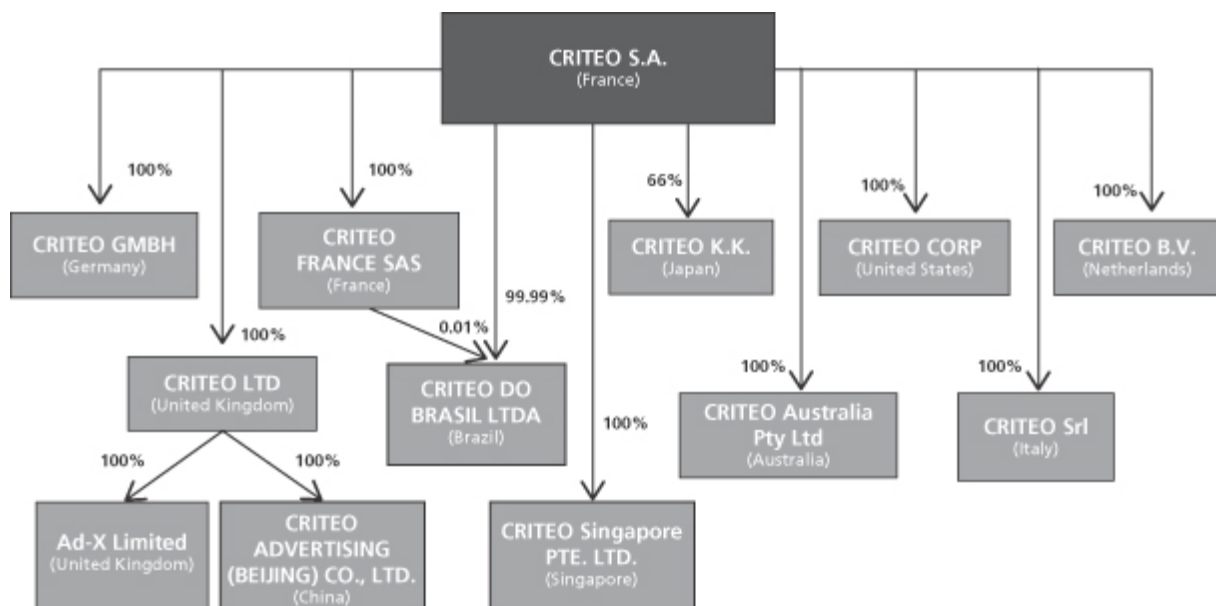 CRITEO S.A.
(France)
100%
100%
66%
100%
100%
CRITEO GMBH
(Germany)
CRITEO
FRANCE SAS
(France)
CRITEO K.K.
(Japan)
CRITEO CORP
(United States)
CRITEO B.V.
(Netherlands)
99.99%
0.01%
100%
100%
100%
CRITEO LTD
(United Kingdom)
CRITEO DO
BRASIL LTDA
(Brazil)
CRITEO Australia
Pty Ltd
(Australia)
CRITEO Srl
(Italy)
100%
100%
100%
Ad-X Limited
(United Kingdom)
CRITEO
ADVERTISING
(BEIJING) CO., LTD.
(China)
CRITEO Singapore
PTE. LTD.
(Singapore)